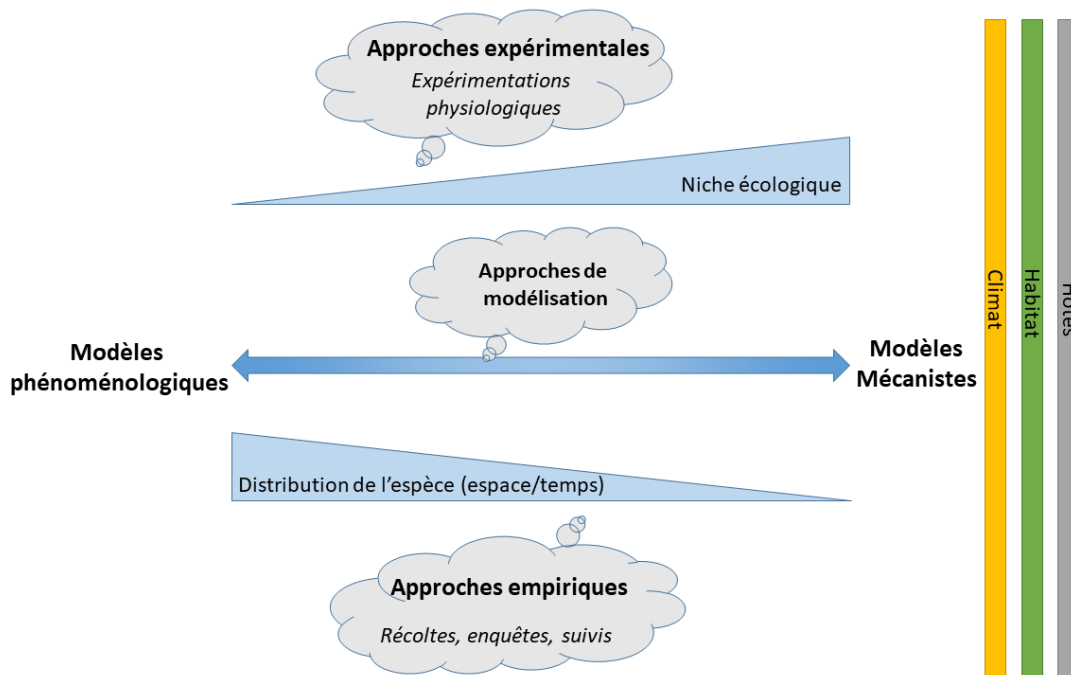 Approches expérimentales
Expérimentations
physiologiques
Niche écologique
Approches de
modélisation
Modèles
phénoménologiques
Modèles
Mécanistes
Distribution de l’espèce (espace/temps)
Approches empiriques
Récoltes, enquêtes, suivis
Climat
Habitat
Hôtes